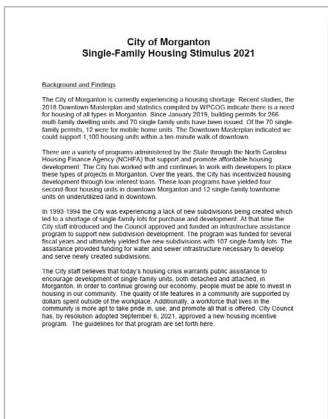 City of Morganton
Single-Family Housing Stimulus 2021
Background and Findings
The City of Morganton is currently experiencing a housing shortage. Recent studies, the
2018 Downtown Masterplan and statistics compiled by WPCOG indicate there is a need
for housing of all types in Morganton. Since January 2019, building permits for 266
multi-family dwelling units and 70 single family units have been issued. Of the 70 single-
family permits, 12 were for mobile home units. The Downtown Masterplan indicated we
could support 1,100 housing units within a ten-minute walk of downtown.
There are a variety of programs administered by the State through the North Carolina
Housing Finance Agency (NCHFA) that support and promote affordable housing
development. The City has worked with and continues to work with developers to place
these types of projects in Morganton. Over the years, the City has incentivized housing
development through low interest loans. These loan programs have yielded four
second-floor housing units in downtown Morganton and 12 single-family townhome
units on underutilized land in downtown.
In 1993-1994 the City was experiencing a lack of new subdivisions being created which
led to a shortage of single-family lots for purchase and development. At that time the
City staff introduced and the Council approved and funded an infrastructure assistance
program to support new subdivision development. The program was funded for several
fiscal years and ultimately yielded five new subdivisions with 107 single-family lots. The
assistance provided funding for water and sewer infrastructure necessary to develop
and serve newly created subdivisions.
The City staff believes that today's housing crisis warrants public assistance to
encourage development of single-family units, both detached and attached, in
Morganton. In order to continue growing our economy, people must be able to invest in
housing in our community. The quality of life features in a community are supported by
dollars spent outside of the workplace. Additionally, a workforce that lives in the
community is more apt to take pride in, use, and promote all that is offered. City Council
has, by resolution adopted September 6, 2021, approved a new housing incentive
program. The guidelines for that program are set forth here.